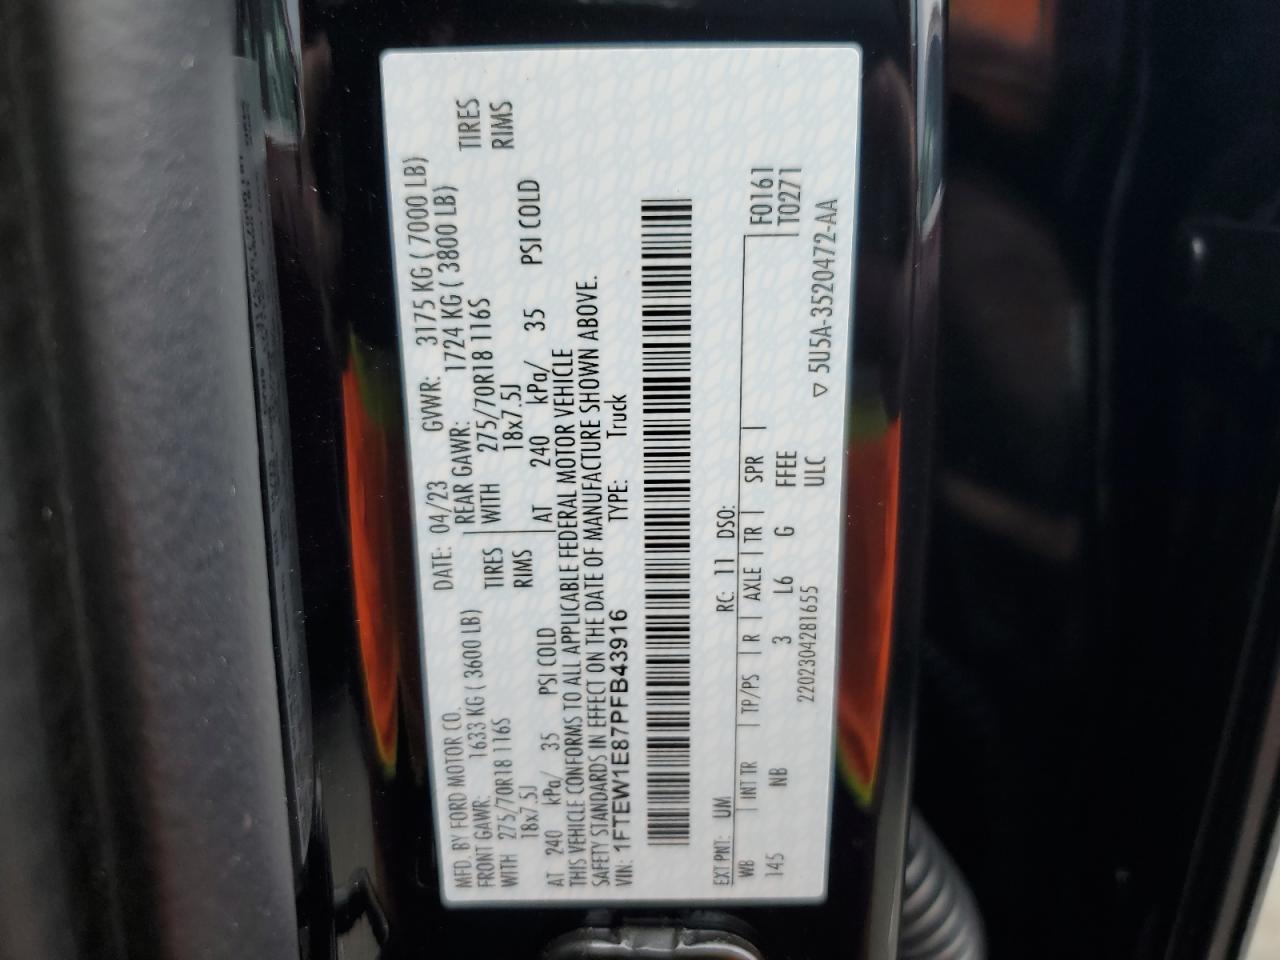 MFD. BY FORD MOTOR CO. DATE: 04/23 GVWR: 3175 KG ( 7000 LB)
FRONT GAWR: 1633 KG ( 3600 LB) REAR GAWR: 1724 KG ( 3800 LB)
WITH 275/70R18 116S TIRES WITH 275/70R18 116S TIRES
18x7.5J RIMS 18x7.5J RIMS
AT 240 kPa/ 35 PSI COLD AT 240 kPa/ 35 PSI COLD
THIS VEHICLE CONFORMS TO ALL APPLICABLE FEDERAL MOTOR VEHICLE
SAFETY STANDARDS IN EFFECT ON THE DATE OF MANUFACTURE SHOWN ABOVE.
VIN: 1FTEW1E87PFB43916 TYPE: Truck
EXT PNT: UM RC: 11 DSO:
WB INT TR TP/PS R AXLE TR SPR F0161
145 NB 3 L6 G FFEE T0271
2202304281655 ULC
▽ 5U5A-3520472-AA